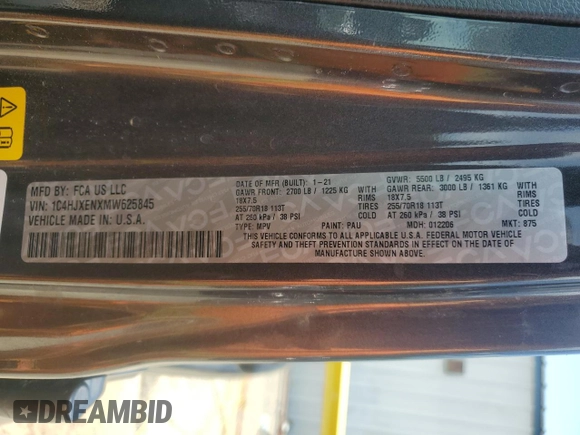 MFD BY: FCA US LLC
VIN: 1C4HJXENXMW625845
VEHICLE MADE IN U.S.A.
DATE OF MFR (BUILT): 1-21
GVWR: 5500 LB / 2495 KG
GAWR FRONT: 2700 LB / 1225 KG WITH
GAWR REAR: 3000 LB / 1361 KG WITH
18X7.5 RIMS
18X7.5 RIMS
255/70R18 113T TIRES
255/70R18 113T TIRES
AT 260 kPa / 38 PSI
AT 260 kPa / 38 PSI
TYPE: MPV PAINT: PAU MDH: 012206 MKT: 875
THIS VEHICLE CONFORMS TO ALL APPLICABLE U.S.A. FEDERAL MOTOR VEHICLE
SAFETY AND THEFT PREVENTION STANDARDS IN EFFECT ON THE DATE OF
MANUFACTURE SHOWN ABOVE.
DREAMBID